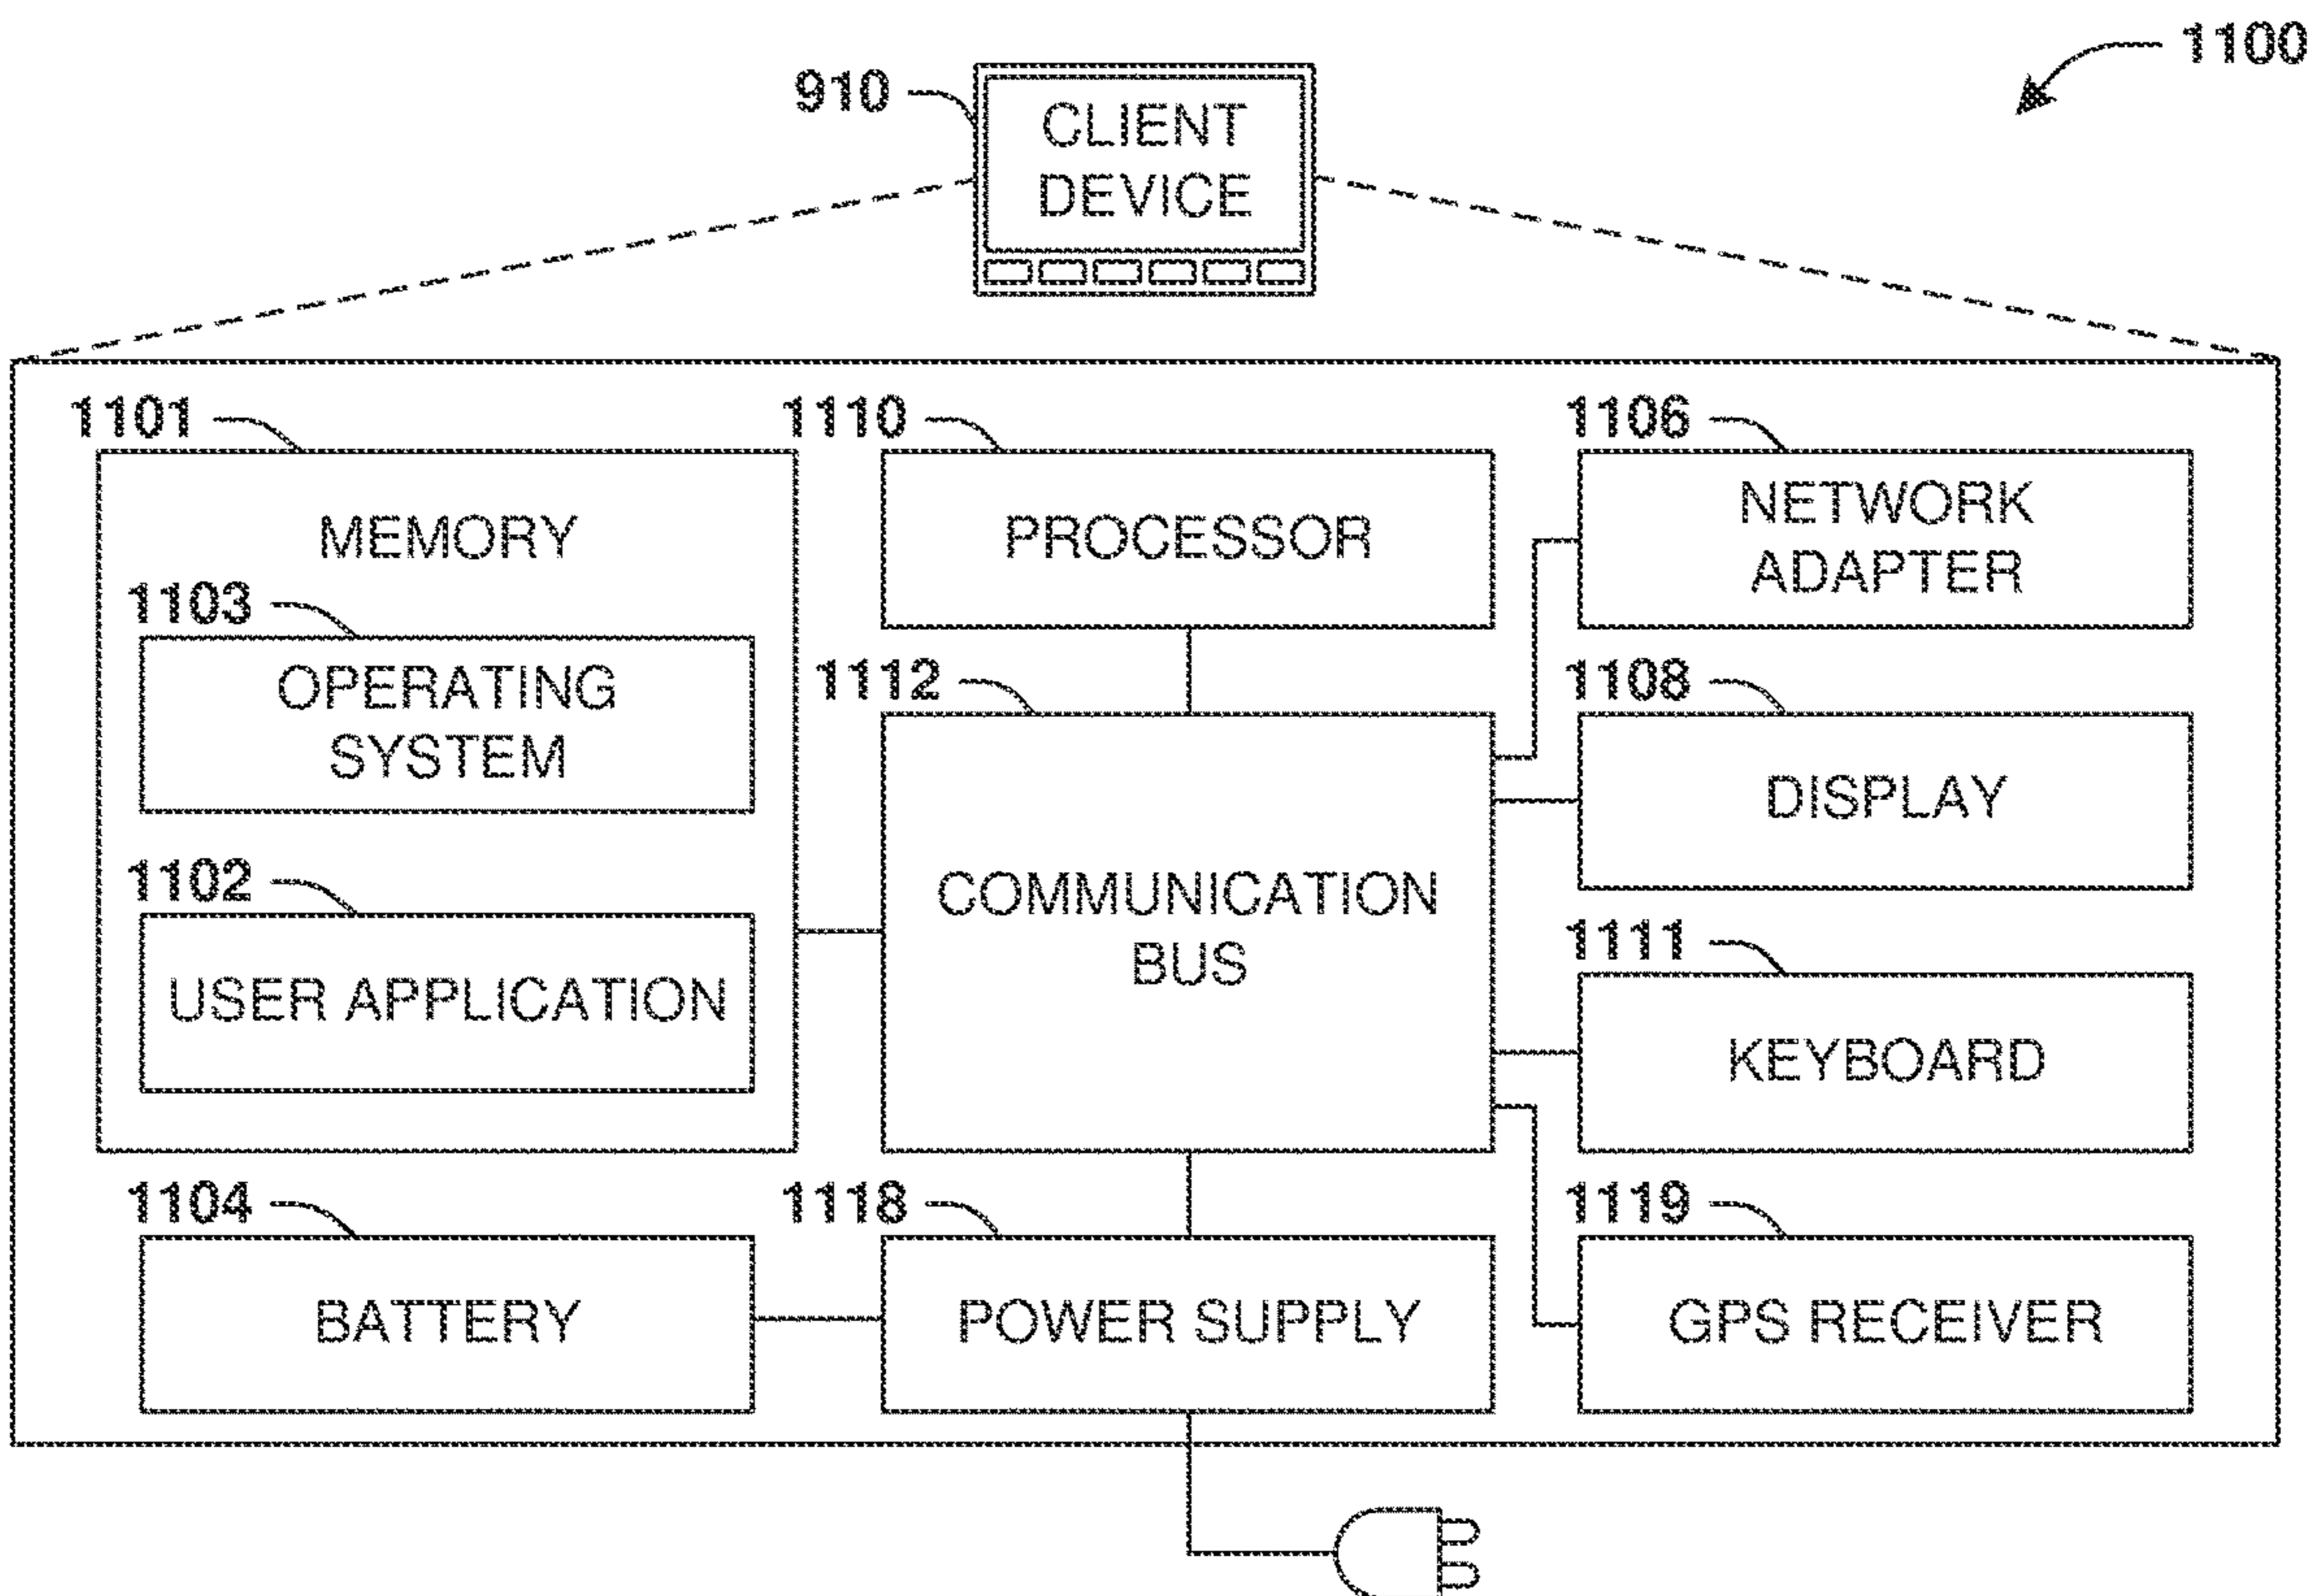 1100
910
CLIENT
DEVICE
1101
MEMORY
1103
OPERATING
SYSTEM
1102
USER APPLICATION
1104
BATTERY
1110
PROCESSOR
1112
COMMUNICATION
BUS
1118
POWER SUPPLY
1106
NETWORK
ADAPTER
1108
DISPLAY
1111
KEYBOARD
1119
GPS RECEIVER